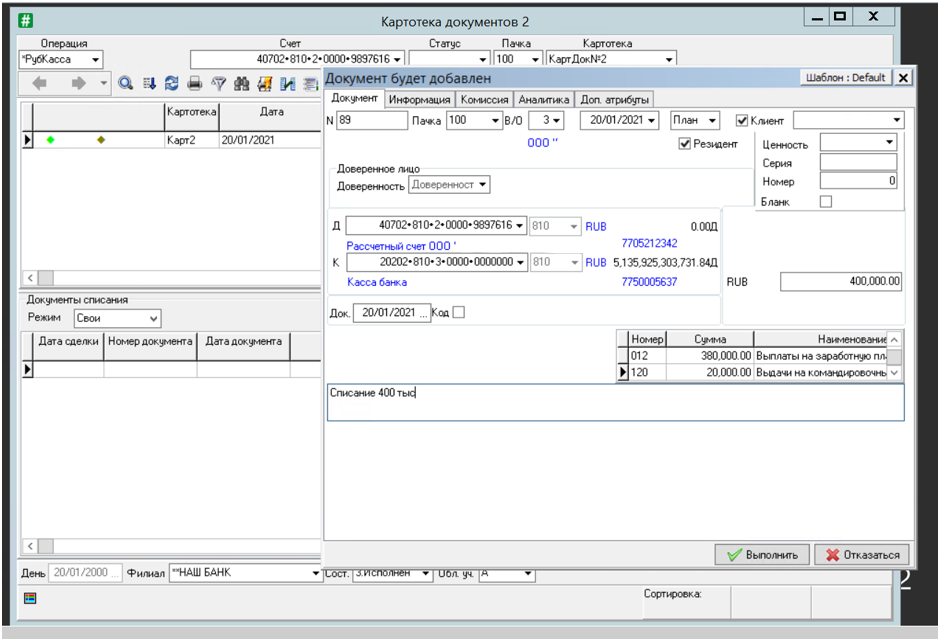 Картотека документов 2
Операция Счет Статус Пачка Картотека
*РубКасса 40702•810•2•0000•9897616 100 КартДокN²2
Документ будет добавлен Шаблон : Default
Документ Информация Комиссия Аналитика Доп. атрибуты
Картотека Дата
Карт2 20/01/2021
N 89 Пачка 100 В/О 3 20/01/2021 План Клиент
ООО ''
Резидент
Ценность
Серия
Номер 0
Бланк
Доверенное лицо
Доверенность Доверенност
Д 40702•810•2•0000•9897616 810 RUB 0.00Д
Рассчетный счет ООО ' 7705212342
К 20202•810•3•0000•0000000 810 RUB 5,135,925,303,731.84Д
Касса банка 7750005637
RUB 400,000.00
Док. 20/01/2021 ... Код
Номер Сумма Наименование
012 380,000.00 Выплаты на заработную пл
120 20,000.00 Выдачи на командировочнь
Списание 400 тыс
Документы списания
Режим Свои
Дата сделки Номер документа Дата документа
Выполнить Отказаться
День 20/01/2000 ... Филиал **НАШ БАНК Сост. 3.Исполнен Обл. уч. А
2
Сортировка: